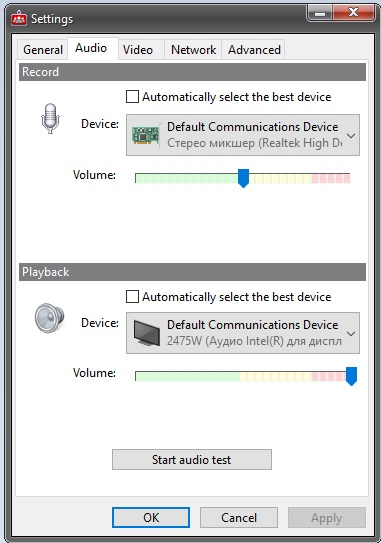 Settings
General Audio Video Network Advanced
Record
Automatically select the best device
Device:
Default Communications Device
Стерео микшер (Realtek High
Volume:
Playback
Automatically select the best device
Device:
Default Communications Device
2475W (Аудио Intel(R) для диспл
Volume:
Start audio test
OK Cancel Apply